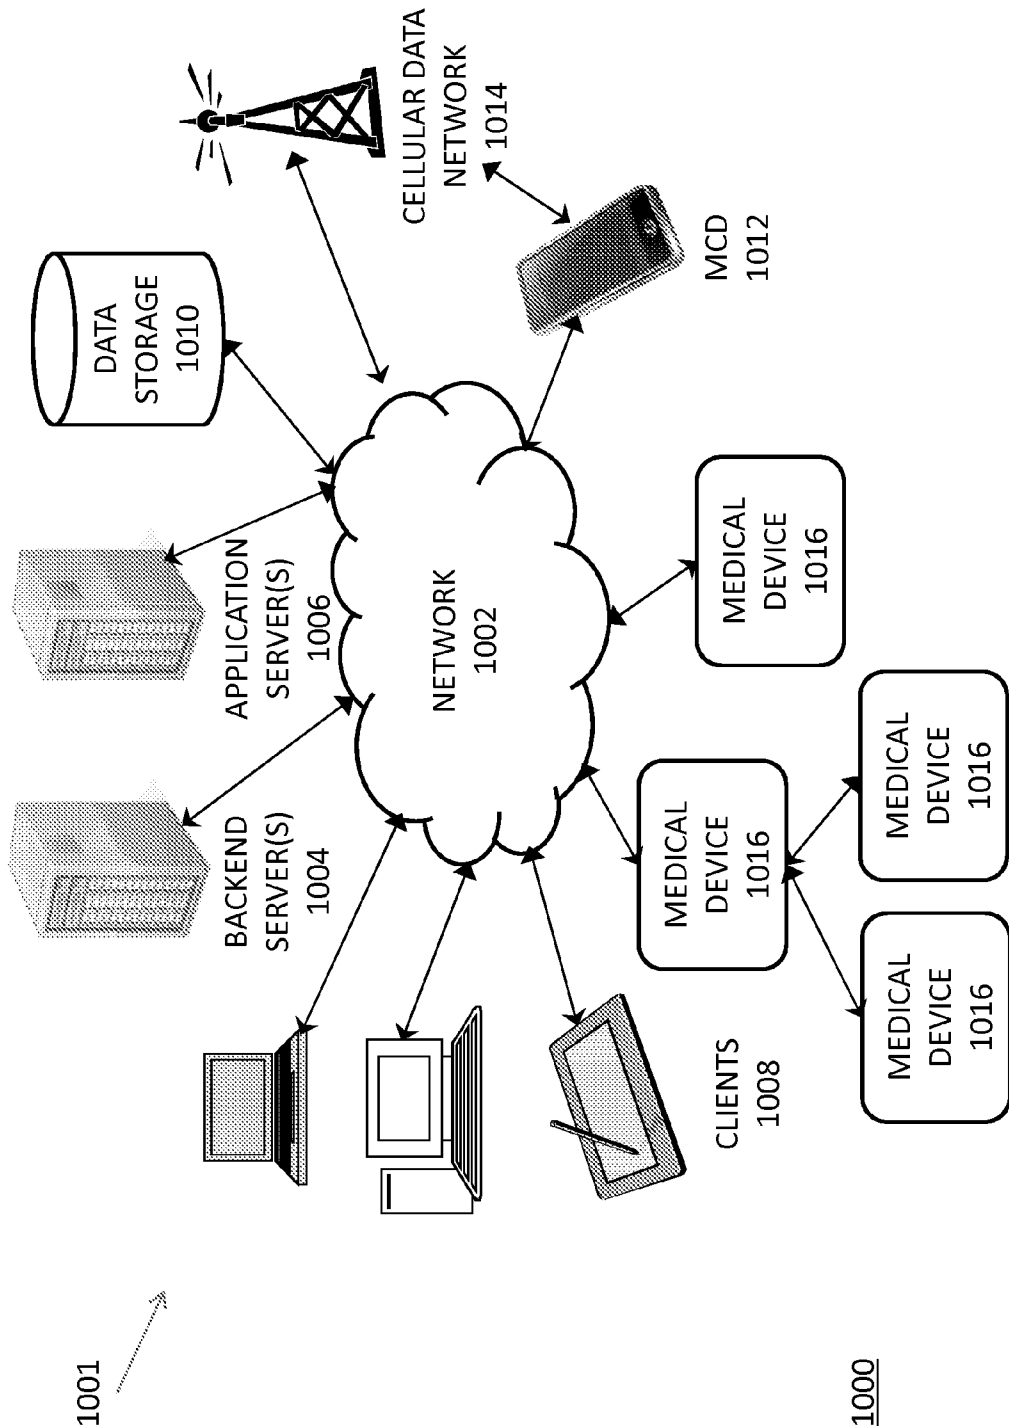 1001
BACKEND
SERVER(S)
1004
APPLICATION
SERVER(S)
1006
DATA
STORAGE
1010
CELLULAR DATA
NETWORK
1014
NETWORK
1002
MCD
1012
CLIENTS
1008
MEDICAL
DEVICE
1016
MEDICAL
DEVICE
1016
MEDICAL
DEVICE
1016
MEDICAL
DEVICE
1016
1000